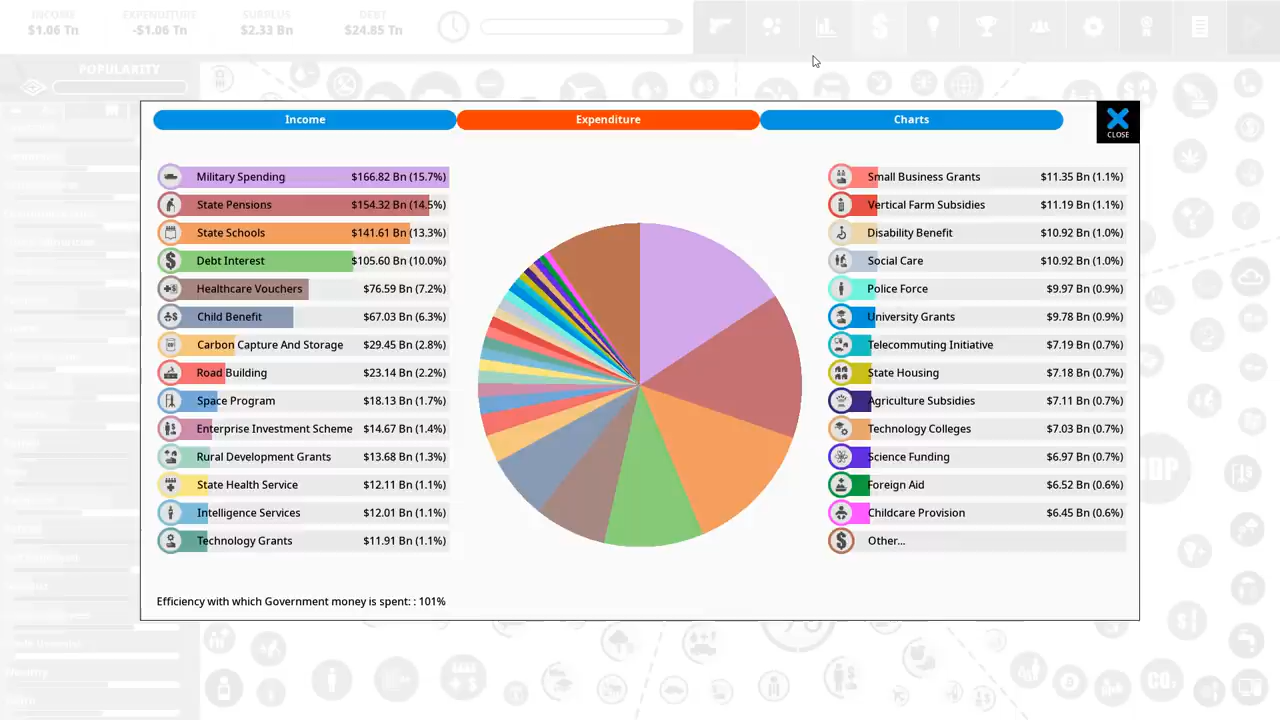 INCOME EXPENDITURE SURPLUS DEBT
$1.06 Tn -$1.06 Tn $2.33 Bn $24.85 Tn
POPULARITY
Income Expenditure Charts
CLOSE
Military Spending $166.82 Bn (15.7%)
State Pensions $154.32 Bn (14.5%)
State Schools $141.61 Bn (13.3%)
Debt Interest $105.60 Bn (10.0%)
Healthcare Vouchers $76.59 Bn (7.2%)
Child Benefit $67.03 Bn (6.3%)
Carbon Capture And Storage $29.45 Bn (2.8%)
Road Building $23.14 Bn (2.2%)
Space Program $18.13 Bn (1.7%)
Enterprise Investment Scheme $14.67 Bn (1.4%)
Rural Development Grants $13.68 Bn (1.3%)
State Health Service $12.11 Bn (1.1%)
Intelligence Services $12.01 Bn (1.1%)
Technology Grants $11.91 Bn (1.1%)
Small Business Grants $11.35 Bn (1.1%)
Vertical Farm Subsidies $11.19 Bn (1.1%)
Disability Benefit $10.92 Bn (1.0%)
Social Care $10.92 Bn (1.0%)
Police Force $9.97 Bn (0.9%)
University Grants $9.78 Bn (0.9%)
Telecommuting Initiative $7.19 Bn (0.7%)
State Housing $7.18 Bn (0.7%)
Agriculture Subsidies $7.11 Bn (0.7%)
Technology Colleges $7.03 Bn (0.7%)
Science Funding $6.97 Bn (0.7%)
Foreign Aid $6.52 Bn (0.6%)
Childcare Provision $6.45 Bn (0.6%)
Other...
Efficiency with which Government money is spent: : 101%